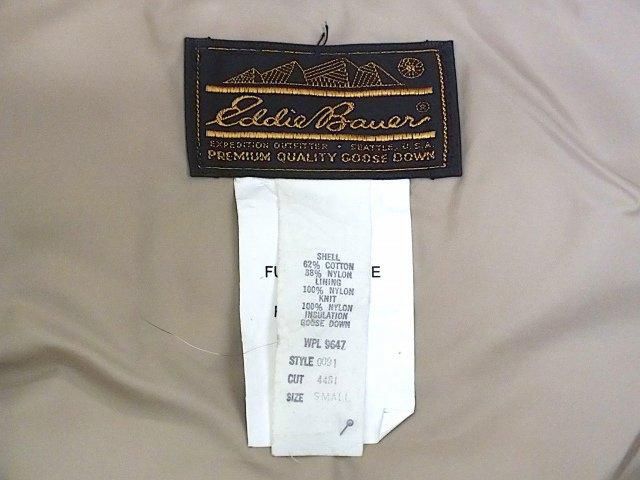 Eddie Bauer ®
EXPEDITION OUTFITTER • SEATTLE, U.S.A.
PREMIUM QUALITY GOOSE DOWN
SHELL
62% COTTON
38% NYLON
LINING
100% NYLON
KNIT
100% NYLON
INSULATION
GOOSE DOWN
WPL 9647
STYLE 0091
CUT 4461
SIZE SMALL